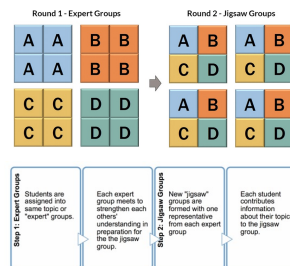 Round 1 - Expert Groups
Round 2 - Jigsaw Groups
A A B B
A A B B
C C D D
C C D D
A B A B
C D C D
A B A B
C D C D
Step 1: Expert Groups
Students are
assigned into
same topic or
"expert" groups.
Each expert
group meets to
strengthen each
others'
understanding in
preparation for
the the jigsaw
group.
Step 2: Jigsaw Groups
New "jigsaw"
groups are
formed with one
representative
from each expert
group
Each student
contributes
information
about their topic
to the jigsaw
group.